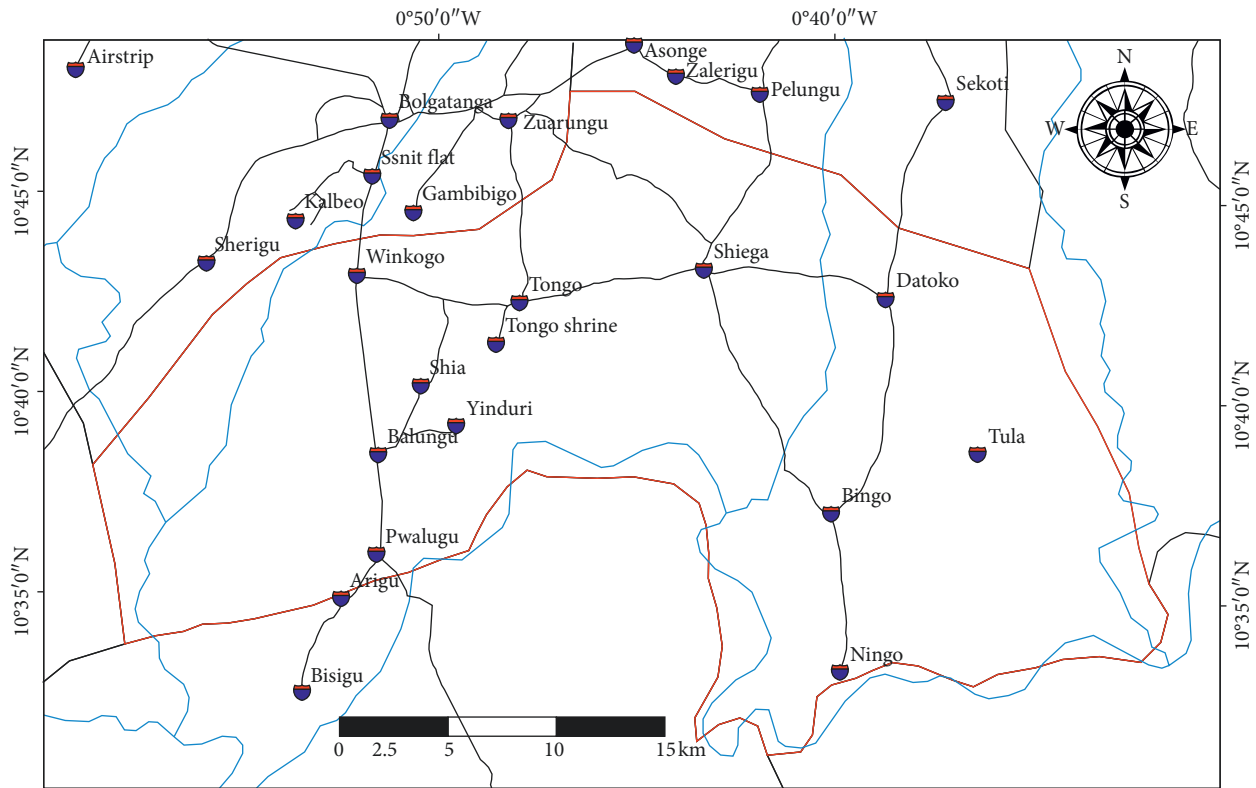 0°50′0″W
0°40′0″W
Airstrip
Asonge
Zalerigu
Pelungu
Sekoti
N
W
E
S
Bolgatanga
Zuarungu
Ssnit flat
Kalbeo
Gambibigo
10°45′0″N
10°45′0″N
Sherigu
Winkogo
Shiega
Tongo
Datoko
Tongo shrine
Shia
Yinduri
10°40′0″N
10°40′0″N
Balungu
Tula
Bingo
Pwalugu
Arigu
10°35′0″N
10°35′0″N
Bisigu
Ningo
0 2.5 5 10 15 km